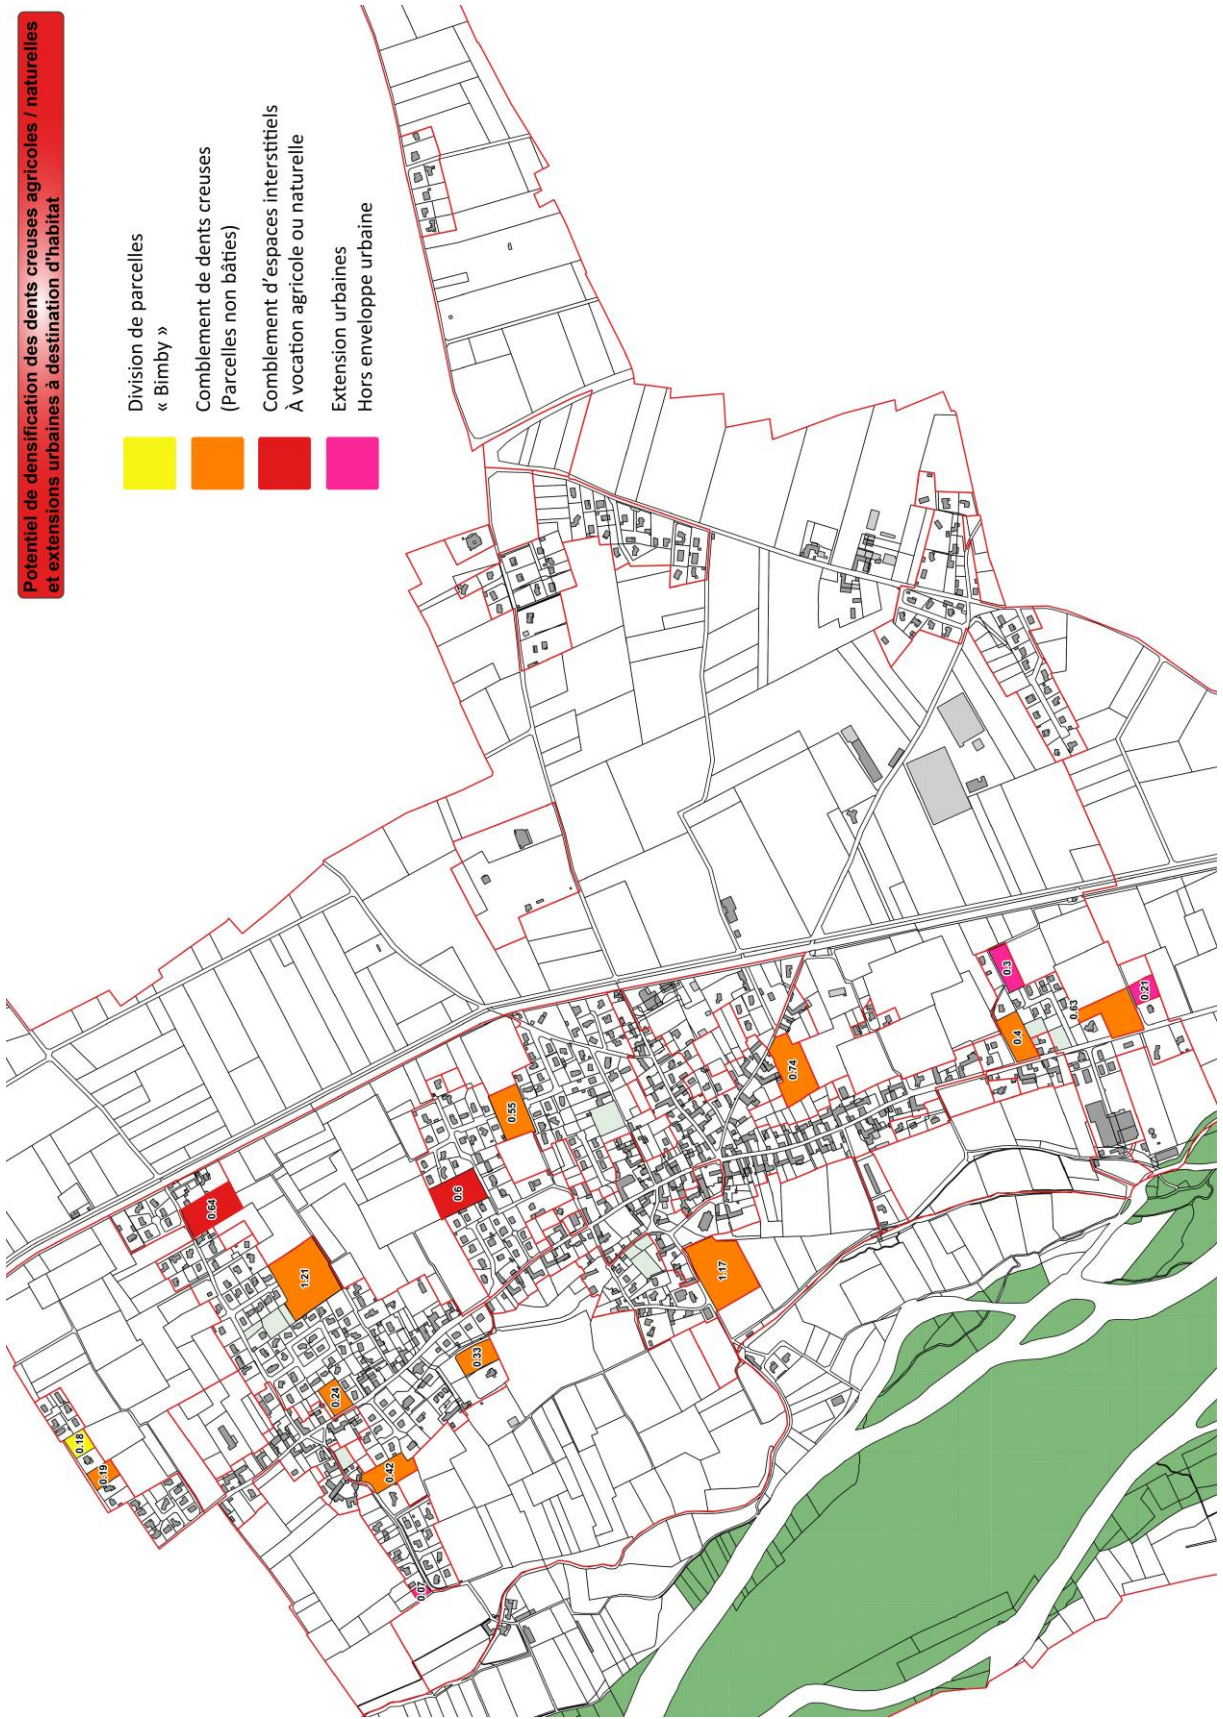 Potentiel de densification des dents creuses agricoles / naturelles
et extensions urbaines à destination d'habitat
Division de parcelles
« Bimby »
Comblement de dents creuses
(Parcelles non bâties)
Comblement d'espaces interstitiels
À vocation agricole ou naturelle
Extension urbaines
Hors enveloppe urbaine
0.18
0.19
0.64
1.21
0.24
0.42
0.07
0.33
0.6
0.55
1.17
0.74
0.3
0.4
0.63
0.21